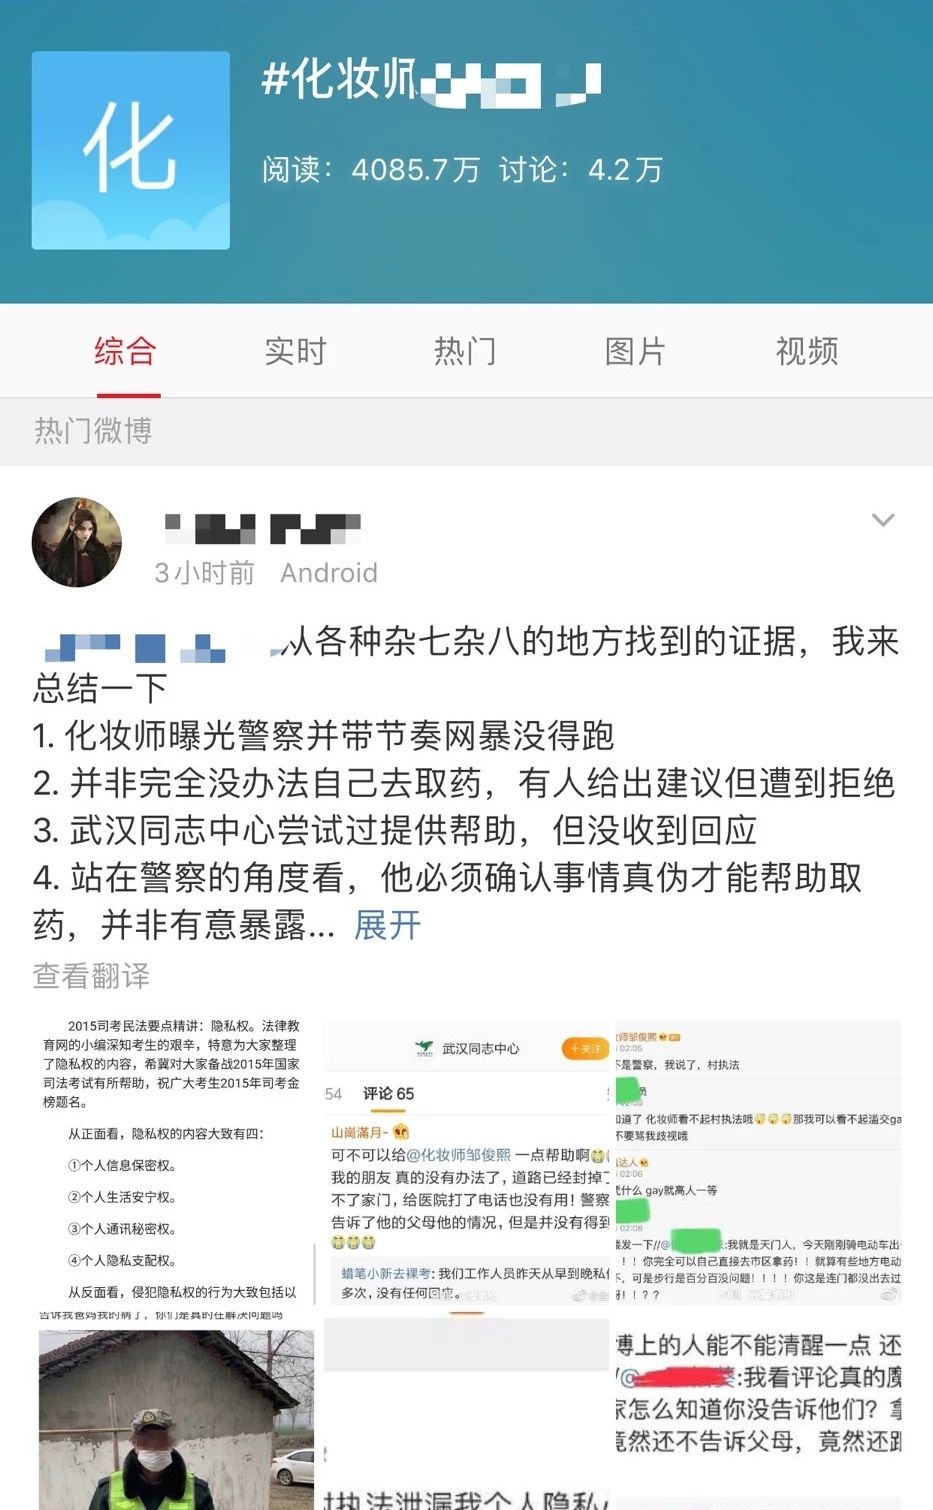 化
#化妆师
阅读：4085.7万 讨论：4.2万
综合 实时 热门 图片 视频
热门微博
3小时前 Android
从各种杂七杂八的地方找到的证据，我来
总结一下
1. 化妆师曝光警察并带节奏网暴没得跑
2. 并非完全没办法自己去取药，有人给出建议但遭到拒绝
3. 武汉同志中心尝试过提供帮助，但没收到回应
4. 站在警察的角度看，他必须确认事情真伪才能帮助取
药，并非有意暴露... 展开
查看翻译
2015司考民法要点精讲：隐私权。法律教
育网的小编深知考生的艰辛，特意为大家整理
了隐私权的内容，希冀对大家备战2015年国家
司法考试有所帮助，祝广大考生2015年司考金
榜题名。
从正面看，隐私权的内容大致有四：
①个人信息保密权。
②个人生活安宁权。
③个人通讯秘密权。
④个人隐私支配权。
从反面看，侵犯隐私权的行为大致包括以
武汉同志中心
+关注
54 评论 65
山岗满月-
可不可以给@化妆师邹俊熙 一点帮助啊
我的朋友 真的没有办法了，道路已经封掉了
不了家门，给医院打了电话也没有用！警察
告诉了他的父母他的情况，但是并没有得到
蜡笔小新去裸考: 我们工作人员昨天从早到晚私信
多次，没有任何回应。
师邹俊熙
02:05
不是警察，我说了，村执法
员
02:09
知道了 化妆师看不起村执法哦 那我可以看不起滥交ga
不要骂我歧视哦
达人
02:06
凭什么 gay就高人一等
02:08
发一下//@ :我就是天门人，今天刚刚骑电动车出
！！你完全可以自己直接去市区拿药！！就算有些地方电动
不，可是步行是百分百没问题！！！！你这是连门都没出去过
！！？？
告诉我爸妈我的病了，你们是真的在解决问题吗
执法泄漏我个人隐私
博上的人能不能清醒一点 还
/@ :我看评论真的魔
家怎么知道你没告诉他们？拿
竟然还不告诉父母，竟然还跟